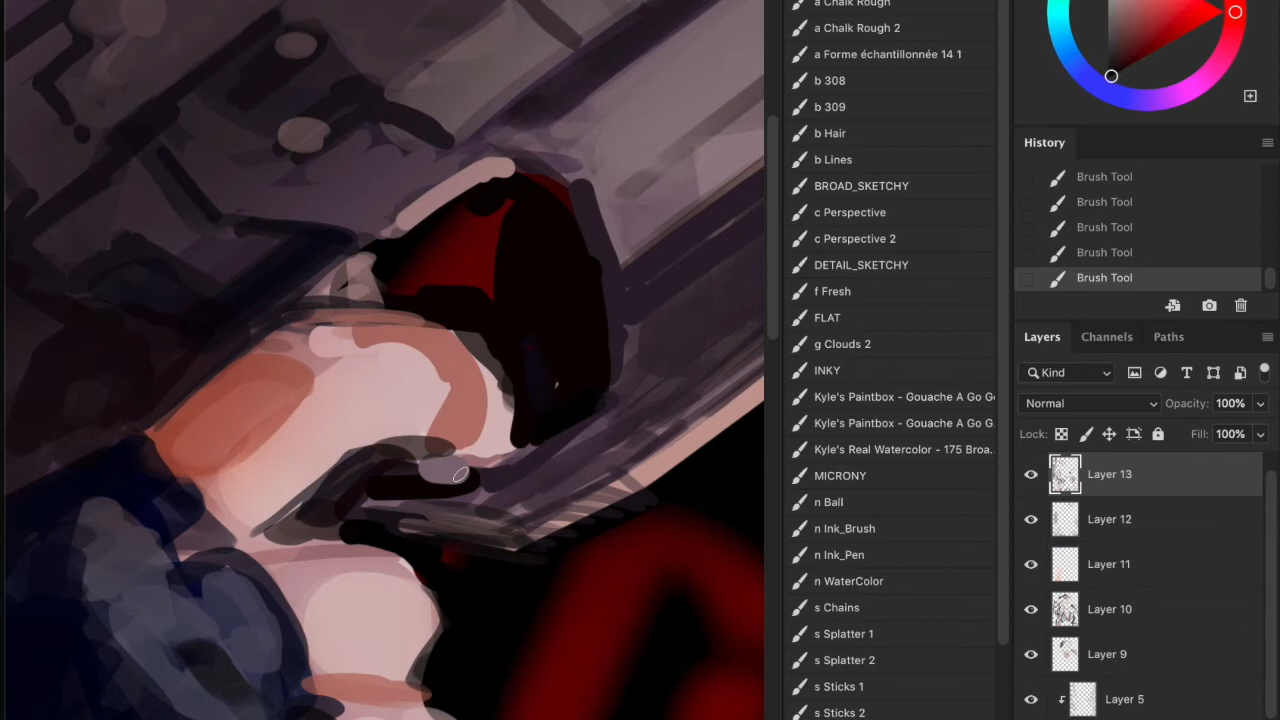 a Chalk Rough
a Chalk Rough 2
a Forme échantillonnée 14 1
b 308
b 309
b Hair
b Lines
BROAD_SKETCHY
c Perspective
c Perspective 2
DETAIL_SKETCHY
f Fresh
FLAT
g Clouds 2
INKY
Kyle's Paintbox - Gouache A Go Go
Kyle's Paintbox - Gouache A Go G...
Kyle's Real Watercolor - 175 Broa...
MICRONY
n Ball
n Ink_Brush
n Ink_Pen
n WaterColor
s Chains
s Splatter 1
s Splatter 2
s Sticks 1
s Sticks 2
History
Brush Tool
Brush Tool
Brush Tool
Brush Tool
Brush Tool
Layers Channels Paths
Kind
Normal Opacity: 100%
Lock: Fill: 100%
Layer 13
Layer 12
Layer 11
Layer 10
Layer 9
Layer 5